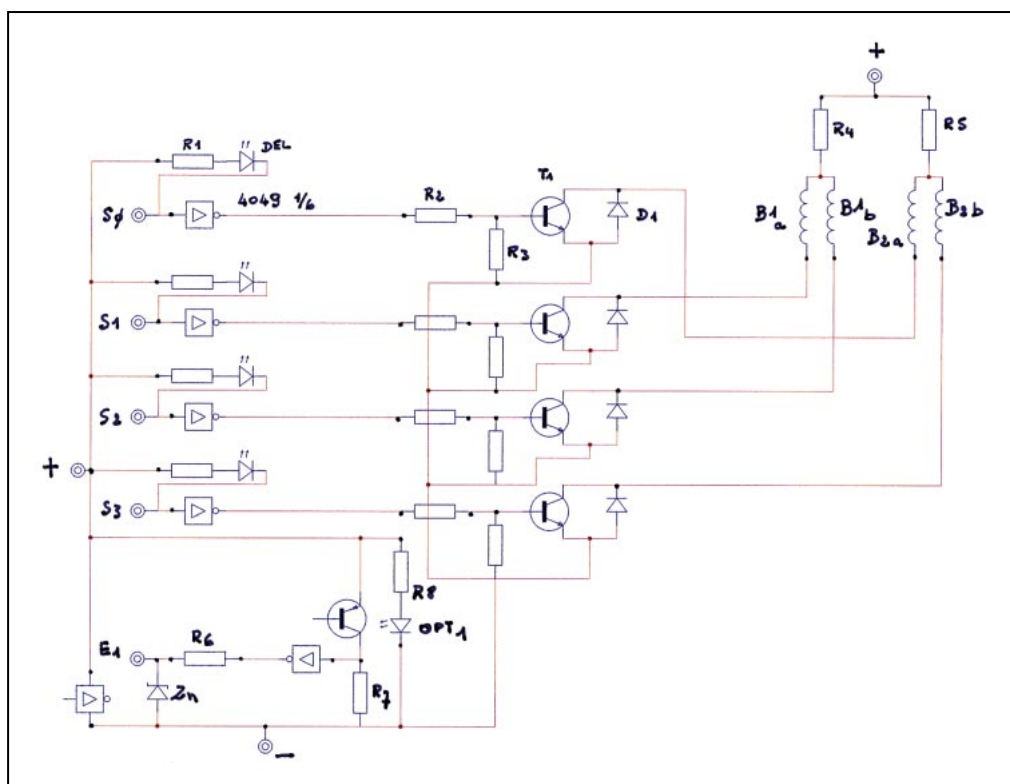 +
R4
R5
R1
DEL
T1
Sø
4049 1/6
R2
D1
B1a
B1b
B2a
B2b
R3
S1
S2
+
S3
R8
OPT1
E1
R6
Zn
R7
−